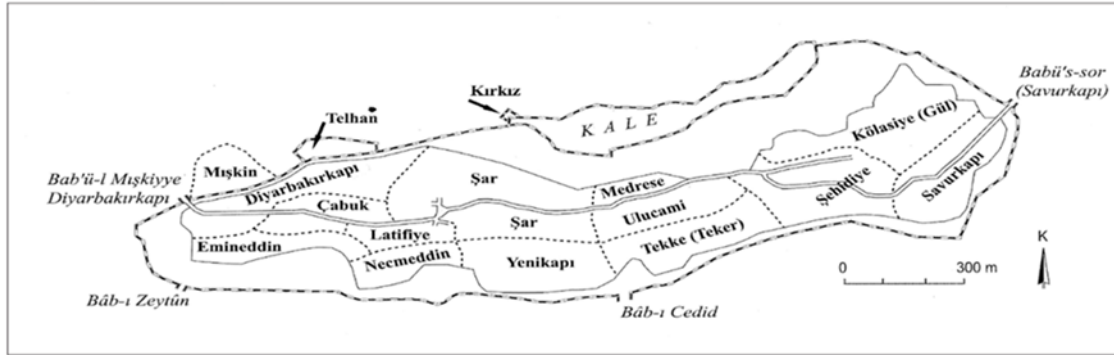 Babü's-sor
(Savurkapı)
Kırkız
KALE
Telhan
Kölasiye (Gül)
Mışkin
Bab'ü-l Mışkiyye
Diyarbakırkapı
Diyarbakırkapı
Şar
Medrese
Şehidiye
Savurkapı
Çabuk
Ulucami
Şar
Latifiye
Emineddin
Tekke (Teker)
Necmeddin
Yenikapı
K
0 300 m
Bâb-ı Zeytûn
Bâb-ı Cedid